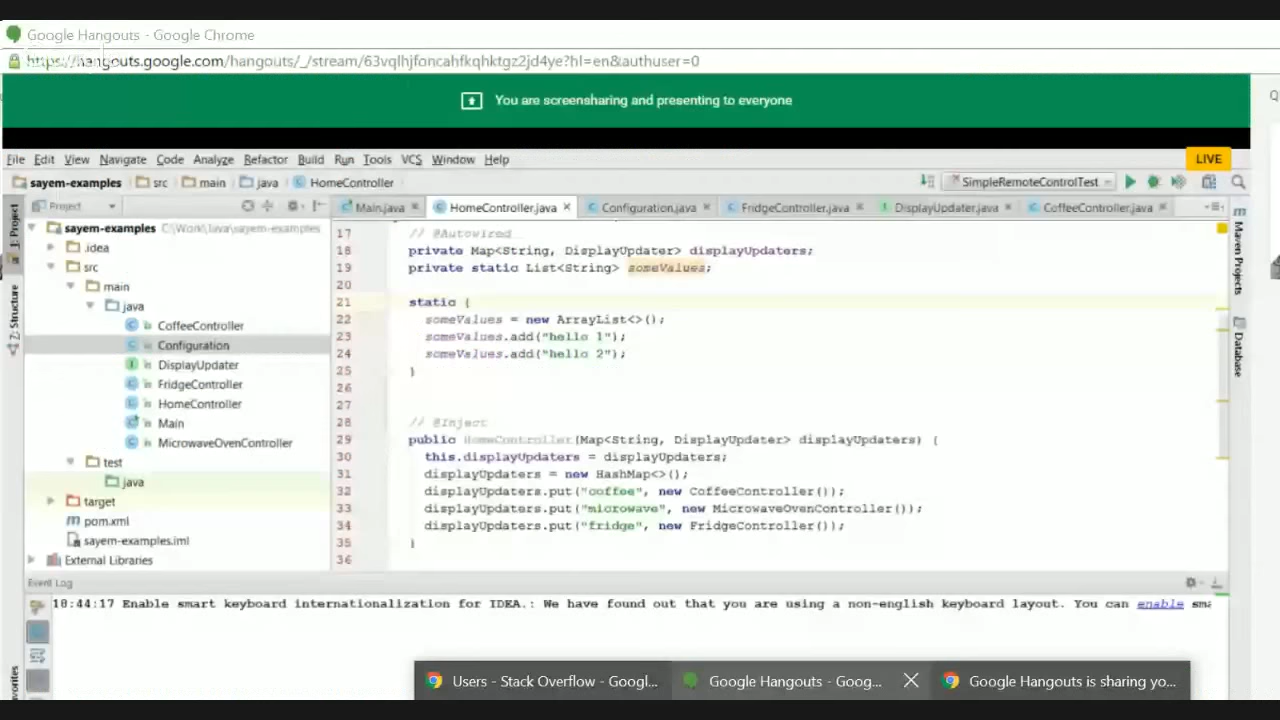 Google Hangouts - Google Chrome
https://hangouts.google.com/hangouts/_/stream/63vqlhjfoncahfkqhktgz2jd4ye?hl=en&authuser=0
You are screensharing and presenting to everyone
File Edit View Navigate Code Analyze Refactor Build Run Tools VCS Window Help
LIVE
sayem-examples src main java HomeController
SimpleRemoteControlTest
Project
Main.java HomeController.java Configuration.java FridgeController.java DisplayUpdater.java CoffeeController.java
1: Project
Z: Structure
Maven Projects
Database
sayem-examples C:\Work\Java\sayem-examples
.idea
src
main
java
CoffeeController
Configuration
DisplayUpdater
FridgeController
HomeController
Main
MicrowaveOvenController
test
java
target
pom.xml
sayem-examples.iml
External Libraries
17 // @Autowired
18 private Map<String, DisplayUpdater> displayUpdaters;
19 private static List<String> someValues;
20
21 static {
22 someValues = new ArrayList<>();
23 someValues.add("hello 1");
24 someValues.add("hello 2");
25 }
26
27
28 // @Inject
29 public HomeController(Map<String, DisplayUpdater> displayUpdaters) {
30 this.displayUpdaters = displayUpdaters;
31 displayUpdaters = new HashMap<>();
32 displayUpdaters.put("coffee", new CoffeeController());
33 displayUpdaters.put("microwave", new MicrowaveOvenController());
34 displayUpdaters.put("fridge", new FridgeController());
35 }
36
Event Log
18:44:17 Enable smart keyboard internationalization for IDEA.: We have found out that you are using a non-english keyboard layout. You can enable sma
Users - Stack Overflow - Googl...
Google Hangouts - Goog...
Google Hangouts is sharing yo...